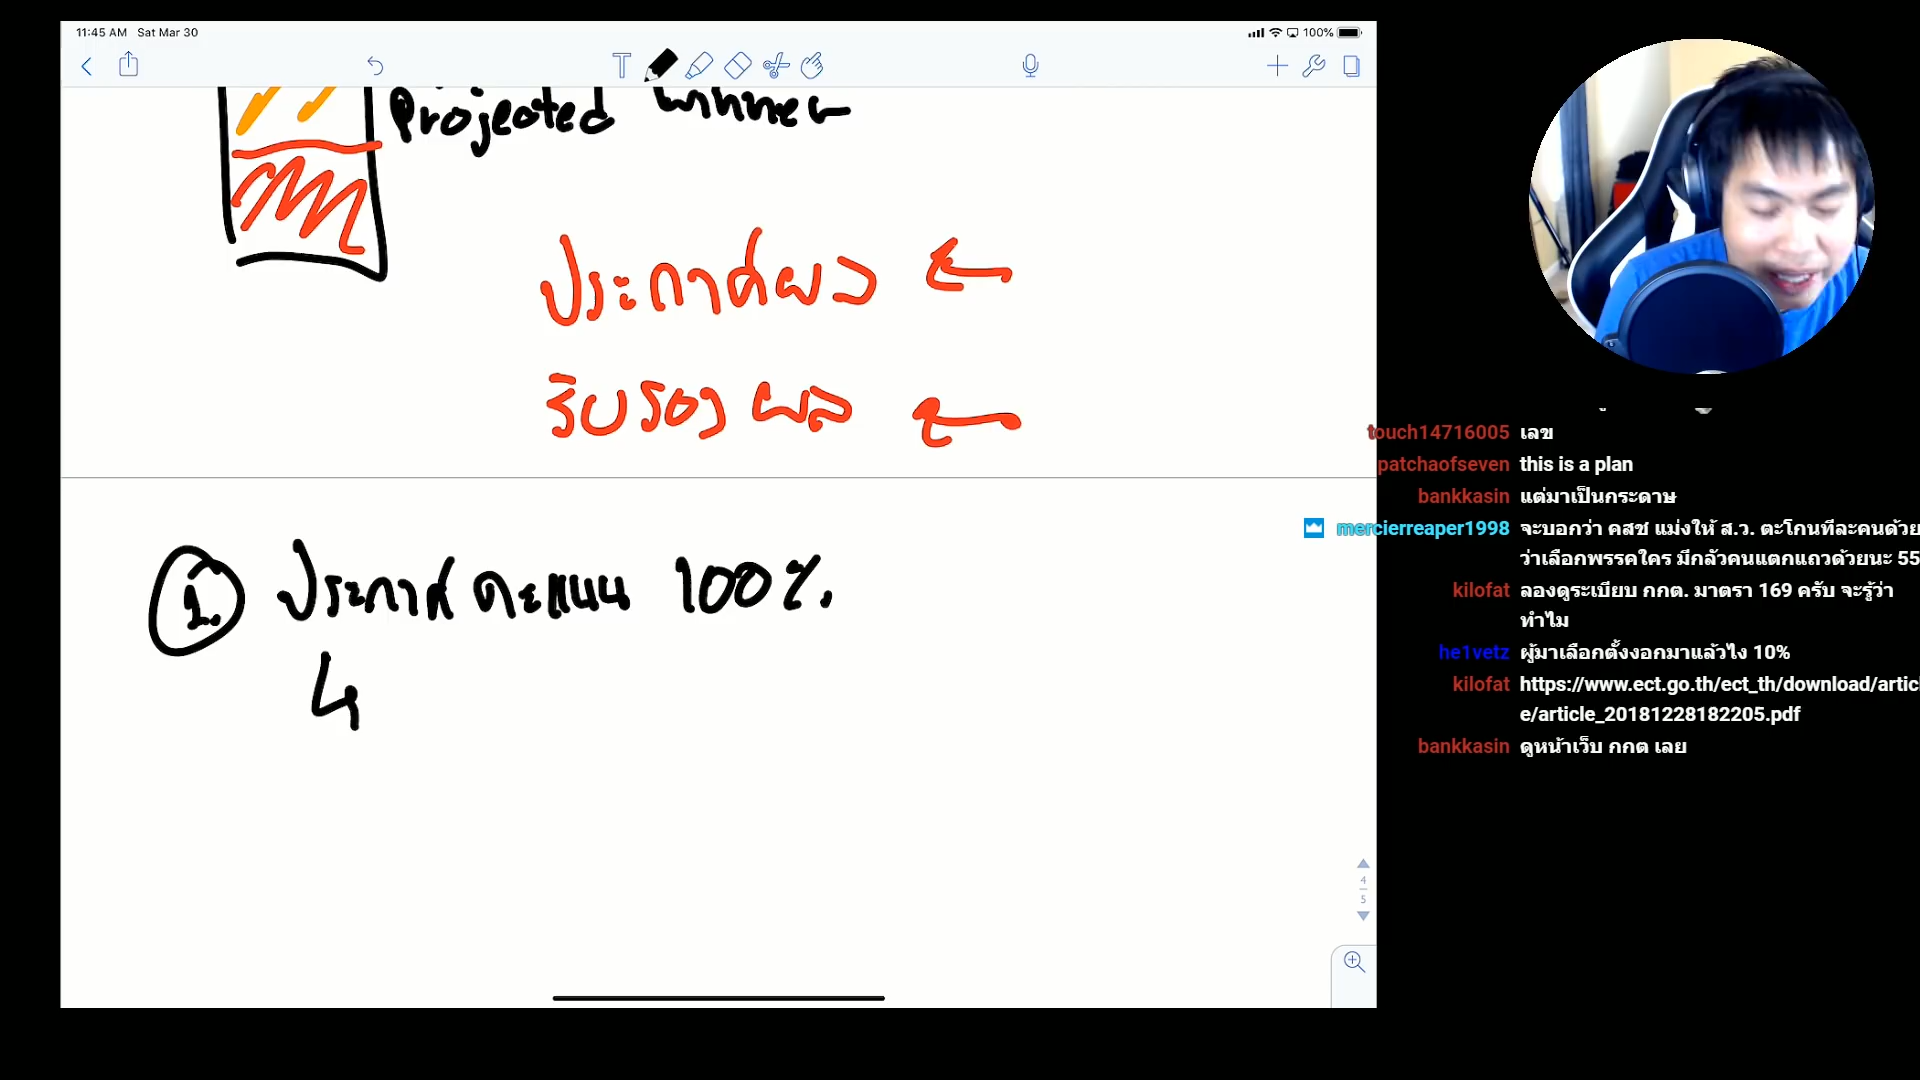 11:45 AM Sat Mar 30
100%
T
Projected winner
ประกาศผล
รับรองผล
2. ประกาศคะแนน 100%.
4
5
touch14716005 เลข
patchaofseven this is a plan
bankkasin แต่มาเป็นกระดาษ
mercierreaper1998 จะบอกว่า คสช แม่งให้ ส.ว. ตะโกนทีละคนด้วย
ว่าเลือกพรรคใคร มีกลัวคนแตกแถวด้วยนะ 55
kilofat ลองดูระเบียบ กกต. มาตรา 169 ครับ จะรู้ว่า
ทำไม
he1vetz ผู้มาเลือกตั้งงอกมาแล้วไง 10%
kilofat https://www.ect.go.th/ect_th/download/articl
e/article_20181228182205.pdf
bankkasin ดูหน้าเว็บ กกต เลย